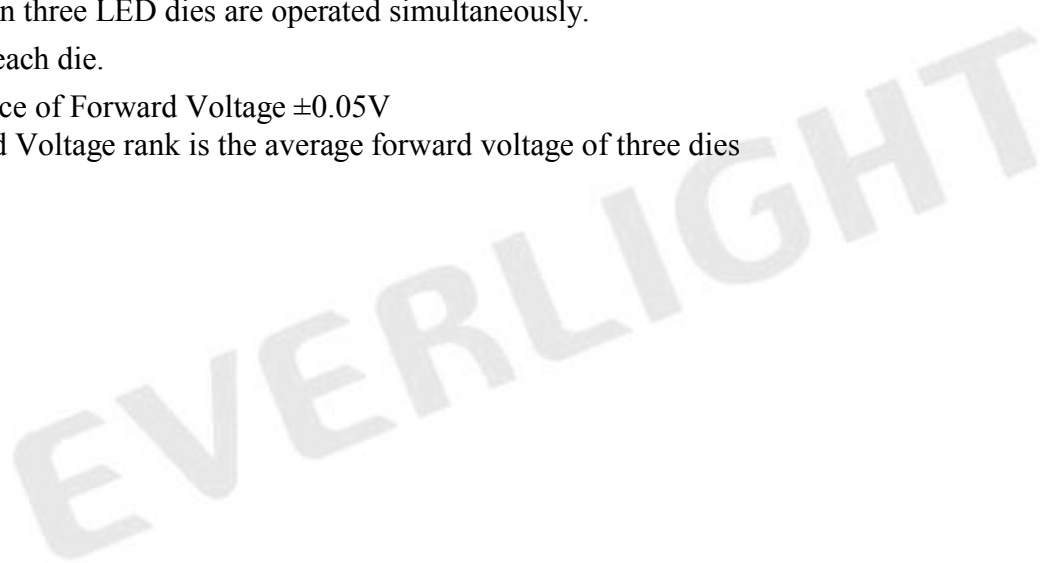 n three LED dies are operated simultaneously.
each die.
ce of Forward Voltage ±0.05V
d Voltage rank is the average forward voltage of three dies
EVERLIGHT